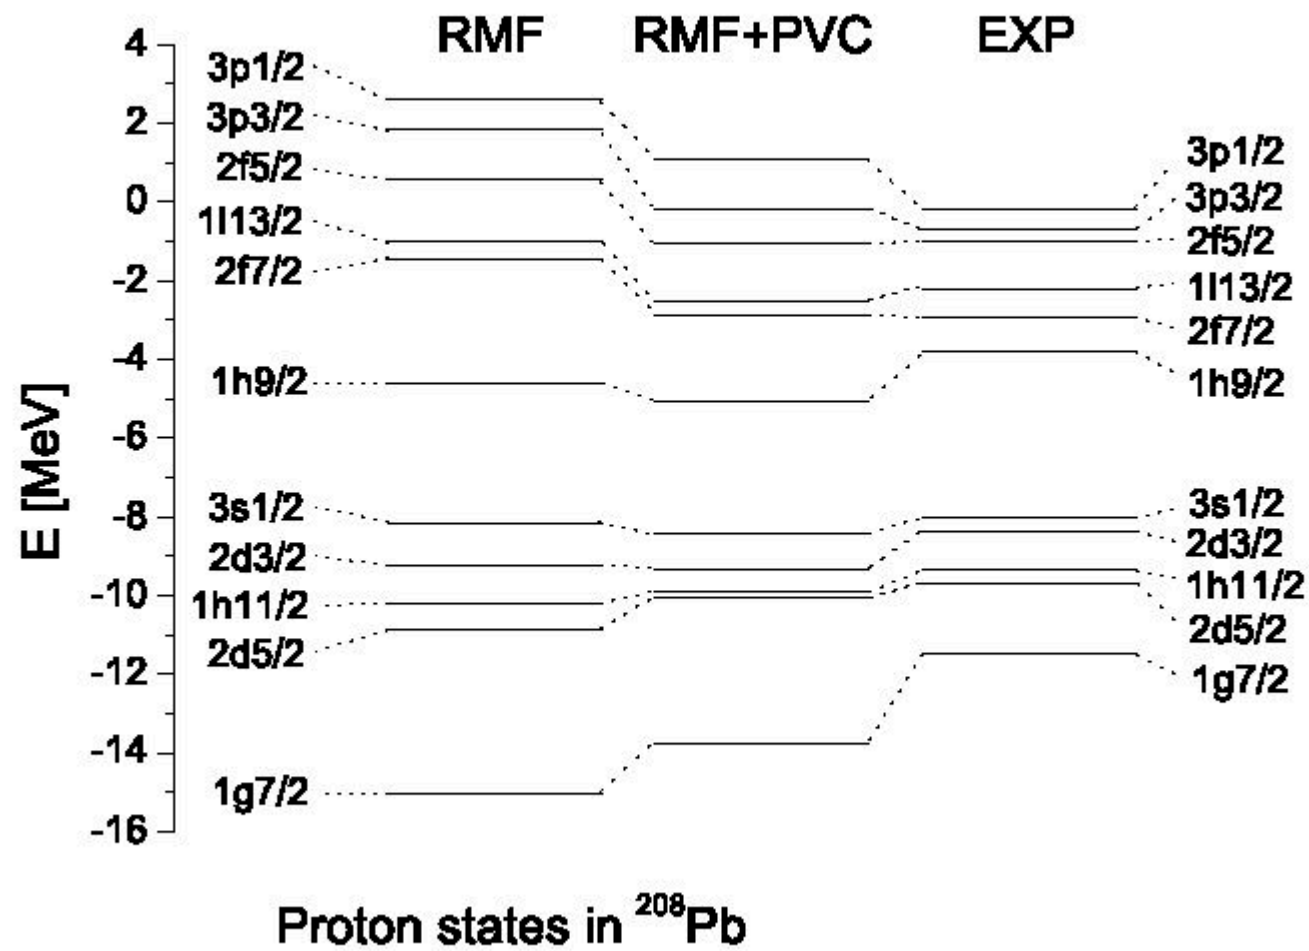 RMF RMF+PVC EXP
4
2
0
-2
-4
-6
-8
-10
-12
-14
-16
E [MeV]
3p1/2
3p3/2
2f5/2
1I13/2
2f7/2
1h9/2
3s1/2
2d3/2
1h11/2
2d5/2
1g7/2
3p1/2
3p3/2
2f5/2
1I13/2
2f7/2
1h9/2
3s1/2
2d3/2
1h11/2
2d5/2
1g7/2
Proton states in ²⁰⁸Pb